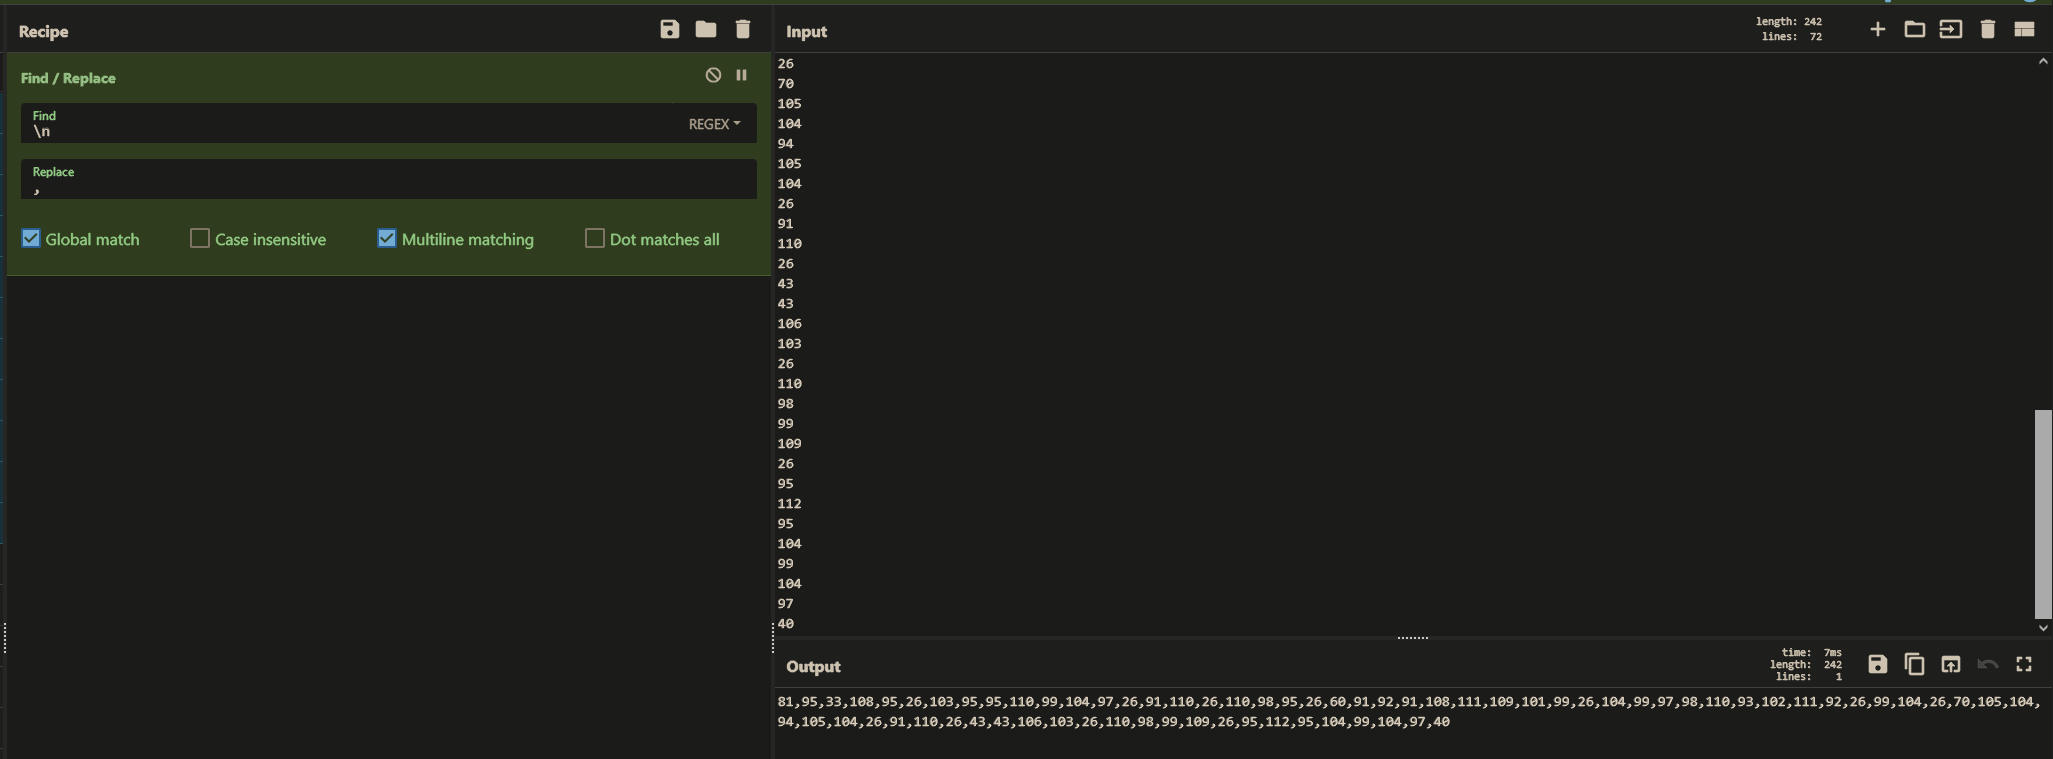 Recipe
Find / Replace
Find
\n
REGEX
Replace
,
Global match
Case insensitive
Multiline matching
Dot matches all
Input
length: 242
lines: 72
26
70
105
104
94
105
104
26
91
110
26
43
43
106
103
26
110
98
99
109
26
95
112
95
104
99
104
97
40
Output
time: 7ms
length: 242
lines: 1
81,95,33,108,95,26,103,95,95,110,99,104,97,26,91,110,26,110,98,95,26,60,91,92,91,108,111,109,101,99,26,104,99,97,98,110,93,102,111,92,26,99,104,26,70,105,104,
94,105,104,26,91,110,26,43,43,106,103,26,110,98,99,109,26,95,112,95,104,99,104,97,40